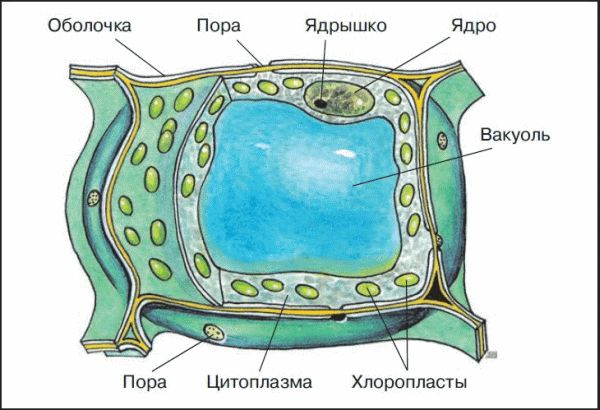 Оболочка Пора Ядрышко Ядро
Вакуоль
Пора Цитоплазма Хлоропласты